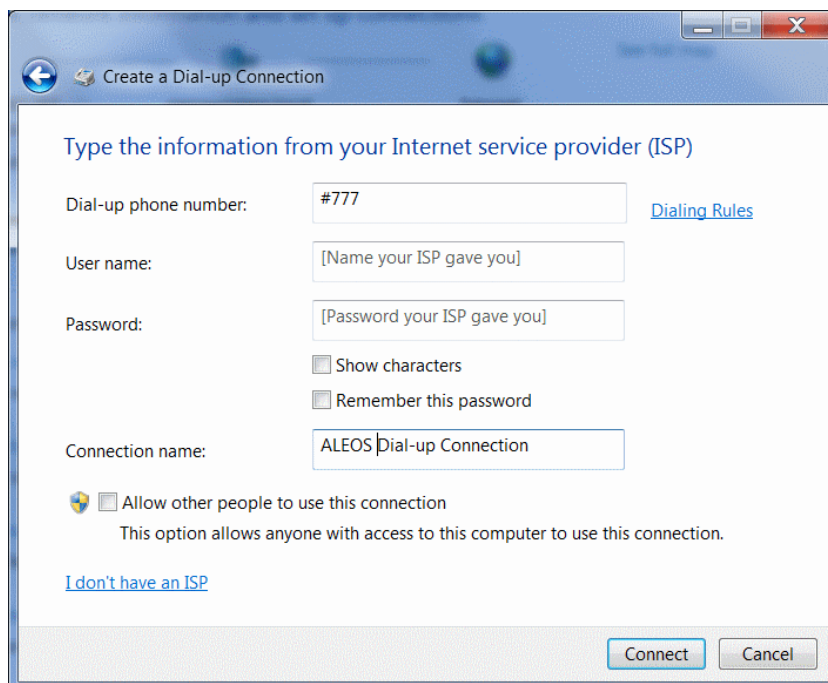 Create a Dial-up Connection
Type the information from your Internet service provider (ISP)
Dial-up phone number:
#777
Dialing Rules
User name:
[Name your ISP gave you]
Password:
[Password your ISP gave you]
Show characters
Remember this password
Connection name:
ALEOS Dial-up Connection
Allow other people to use this connection
This option allows anyone with access to this computer to use this connection.
I don't have an ISP
Connect
Cancel